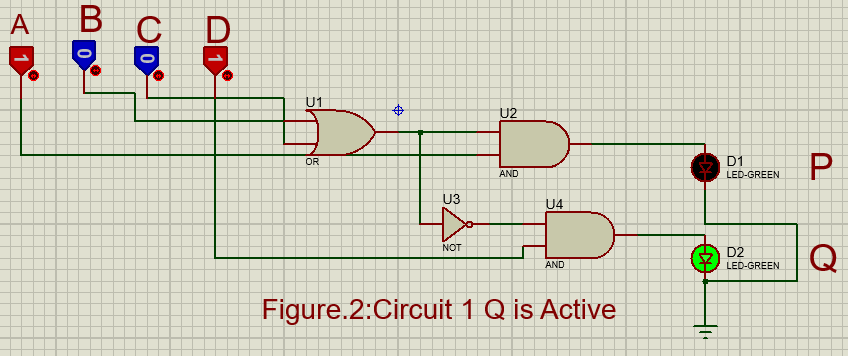 A B C D
1 0 0 1
U1
OR
U2
AND
D1
LED-GREEN
P
U3
NOT
U4
AND
D2
LED-GREEN
Q
Figure.2:Circuit 1 Q is Active